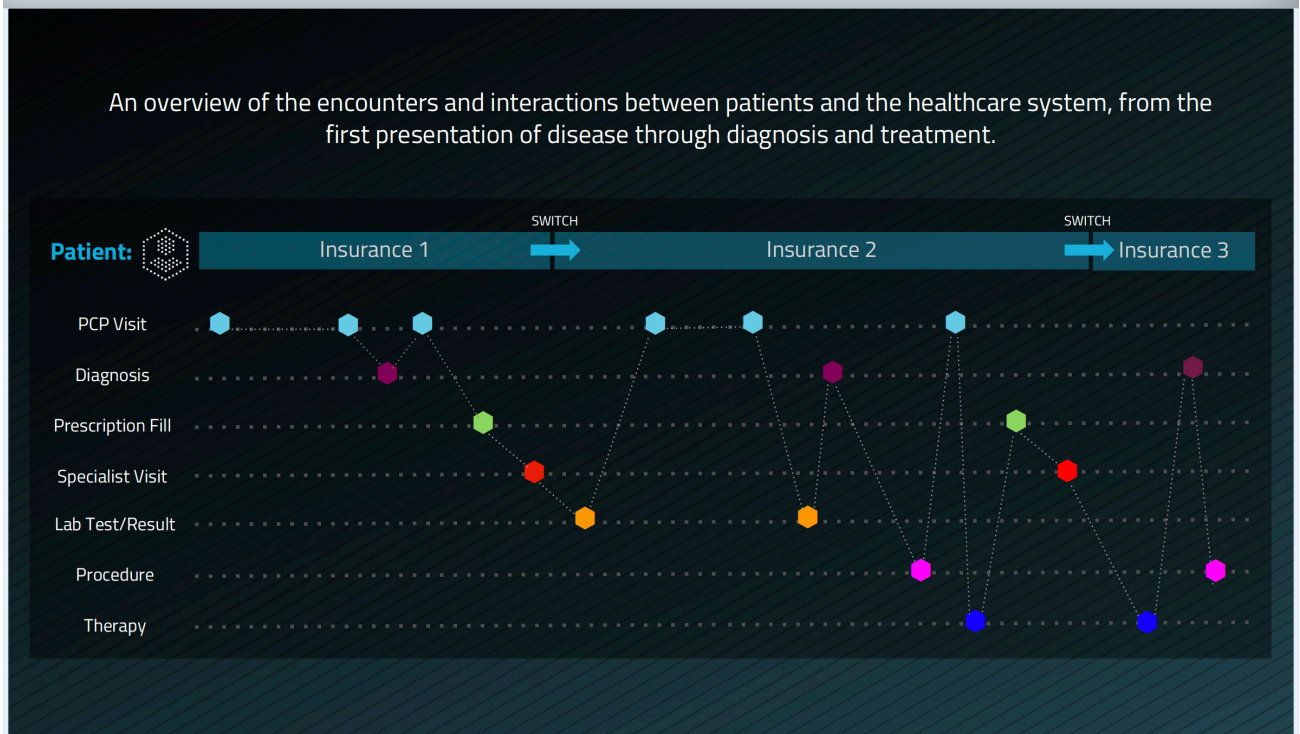 An overview of the encounters and interactions between patients and the healthcare system, from the
first presentation of disease through diagnosis and treatment.
SWITCH
SWITCH
Patient:
Insurance 1
Insurance 2
Insurance 3
PCP Visit
Diagnosis
Prescription Fill
Specialist Visit
Lab Test/Result
Procedure
Therapy